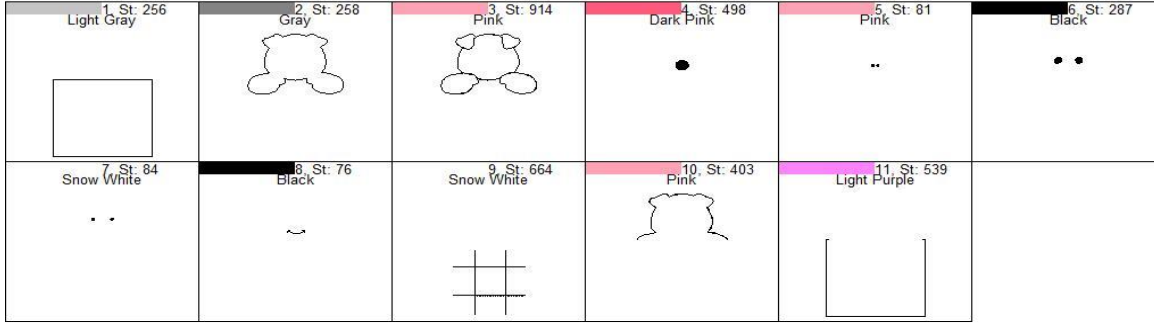 1, St: 256
Light Gray
2, St: 258
Gray
3, St: 914
Pink
4, St: 498
Dark Pink
5, St: 81
Pink
6, St: 287
Black
7, St: 84
Snow White
8, St: 76
Black
9, St: 664
Snow White
10, St: 403
Pink
11, St: 539
Light Purple